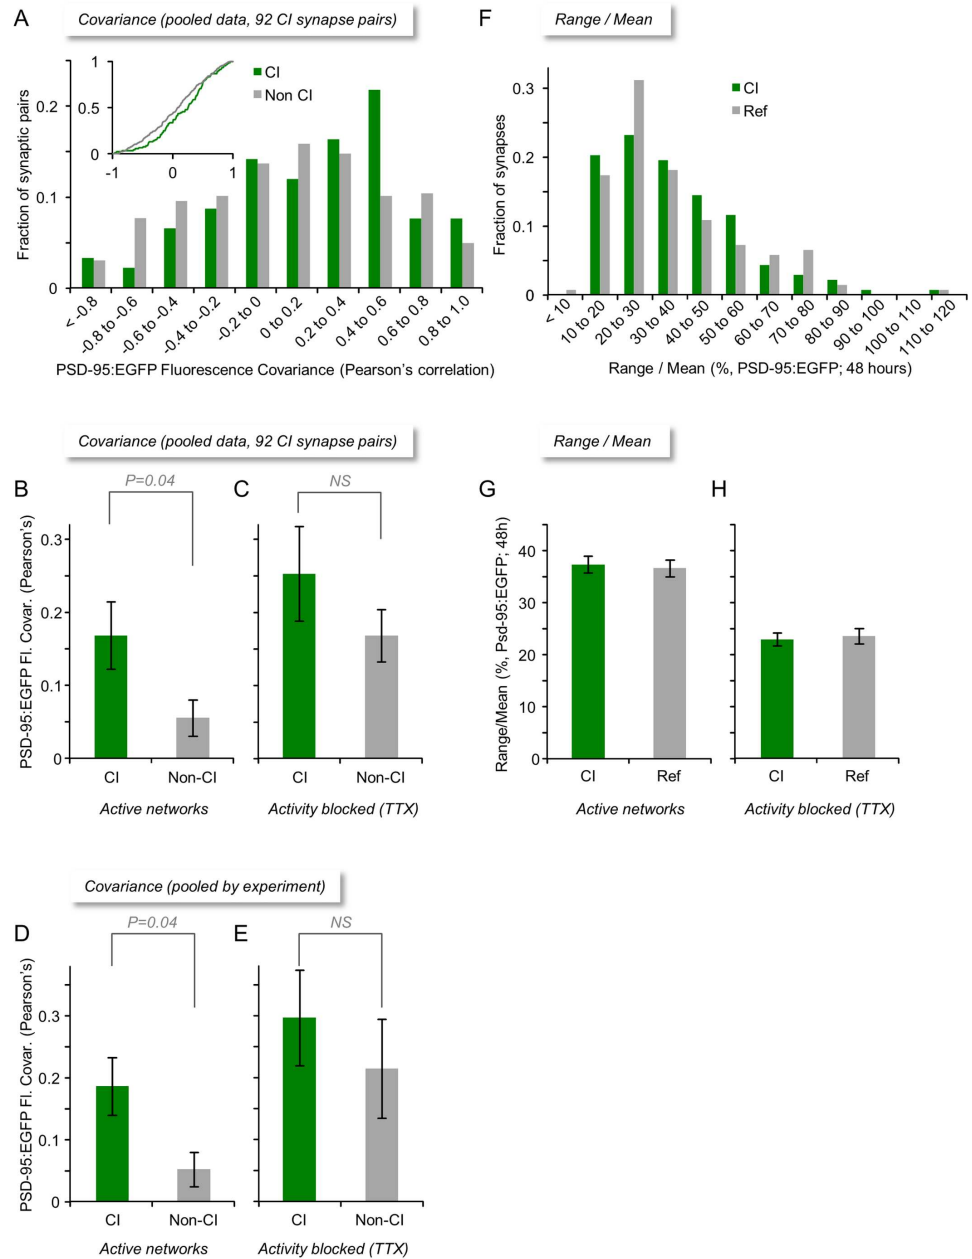 A
Covariance (pooled data, 92 CI synapse pairs)
Fraction of synaptic pairs
0.2
0.1
0
1
0.5
0
-1
0
1
CI
Non CI
< -0.8
-0.8 to -0.6
-0.6 to -0.4
-0.4 to -0.2
-0.2 to 0
0 to 0.2
0.2 to 0.4
0.4 to 0.6
0.6 to 0.8
0.8 to 1.0
PSD-95:EGFP Fluorescence Covariance (Pearson's correlation)
F
Range / Mean
Fraction of synapses
0.3
0.2
0.1
0
CI
Ref
< 10
10 to 20
20 to 30
30 to 40
40 to 50
50 to 60
60 to 70
70 to 80
80 to 90
90 to 100
100 to 110
110 to 120
Range / Mean (%, PSD-95:EGFP; 48 hours)
Covariance (pooled data, 92 CI synapse pairs)
B
P=0.04
PSD-95:EGFP Fl. Covar. (Pearson's)
0.3
0.2
0.1
0
CI
Non-CI
Active networks
C
NS
CI
Non-CI
Activity blocked (TTX)
Range / Mean
G
Range/Mean (%, Psd-95:EGFP; 48h)
40
30
20
10
0
CI
Ref
Active networks
H
CI
Ref
Activity blocked (TTX)
Covariance (pooled by experiment)
D
P=0.04
PSD-95:EGFP Fl. Covar. (Pearson's)
0.3
0.2
0.1
0
CI
Non-CI
Active networks
E
NS
CI
Non-CI
Activity blocked (TTX)